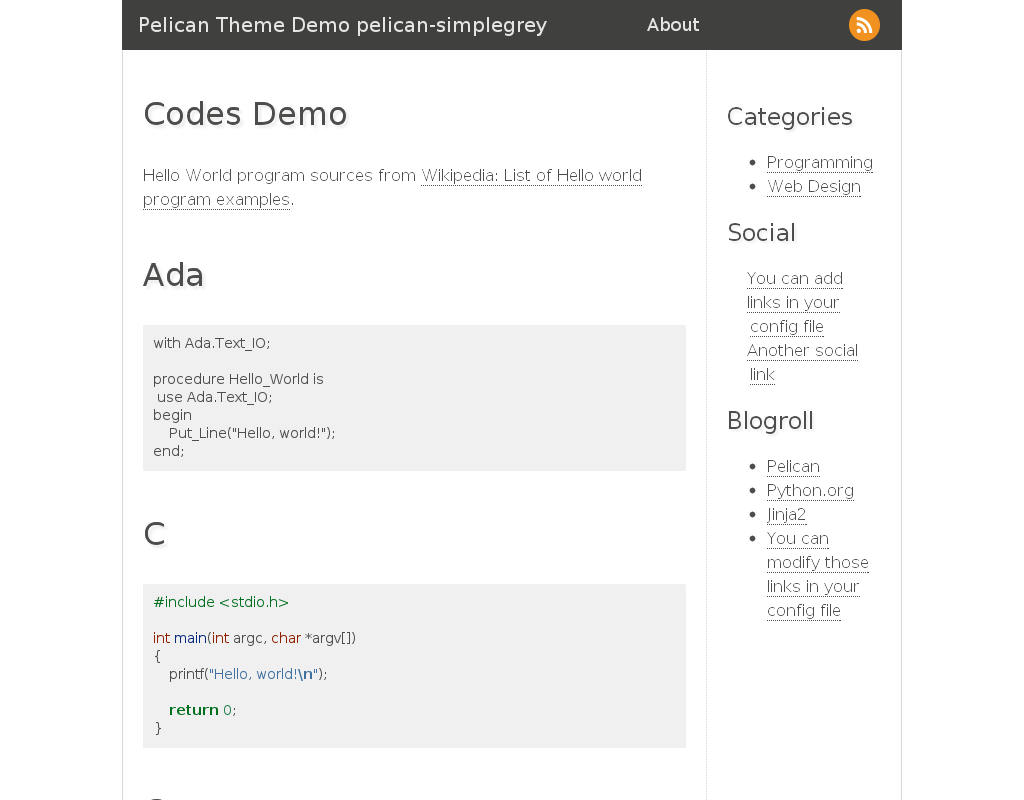 Pelican Theme Demo pelican-simplegrey
About
Codes Demo
Hello World program sources from Wikipedia: List of Hello world
program examples.
Ada
with Ada.Text_IO;
procedure Hello_World is
 use Ada.Text_IO;
begin
    Put_Line("Hello, world!");
end;
C
#include <stdio.h>
int main(int argc, char *argv[])
{
    printf("Hello, world!\n");
    return 0;
}
Categories
Programming
Web Design
Social
You can add
links in your
config file
Another social
link
Blogroll
Pelican
Python.org
Jinja2
You can
modify those
links in your
config file